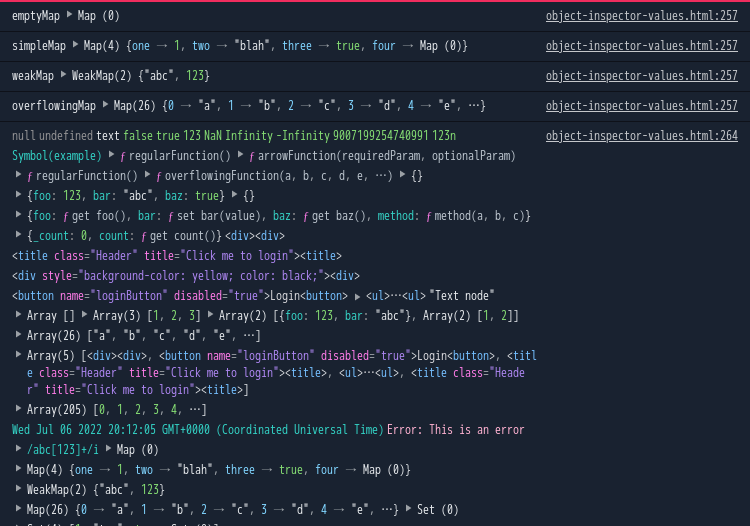 emptyMap ▶ Map (0) object-inspector-values.html:257
simpleMap ▶ Map(4) {one → 1, two → "blah", three → true, four → Map (0)} object-inspector-values.html:257
weakMap ▶ WeakMap(2) {"abc", 123} object-inspector-values.html:257
overflowingMap ▶ Map(26) {0 → "a", 1 → "b", 2 → "c", 3 → "d", 4 → "e", …} object-inspector-values.html:257
null undefined text false true 123 NaN Infinity -Infinity 9007199254740991 123n object-inspector-values.html:264
Symbol(example) ▶ ƒ regularFunction() ▶ ƒ arrowFunction(requiredParam, optionalParam)
▶ ƒ regularFunction() ▶ ƒ overflowingFunction(a, b, c, d, e, …) ▶ {}
▶ {foo: 123, bar: "abc", baz: true} ▶ {}
▶ {foo: ƒ get foo(), bar: ƒ set bar(value), baz: ƒ get baz(), method: ƒ method(a, b, c)}
▶ {_count: 0, count: ƒ get count()} <div><div>
<title class="Header" title="Click me to login"><title>
<div style="background-color: yellow; color: black;"><div>
<button name="loginButton" disabled="true">Login<button> ▶ <ul>…<ul> "Text node"
▶ Array [] ▶ Array(3) [1, 2, 3] ▶ Array(2) [{foo: 123, bar: "abc"}, Array(2) [1, 2]]
▶ Array(26) ["a", "b", "c", "d", "e", …]
▶ Array(5) [<div><div>, <button name="loginButton" disabled="true">Login<button>, <titl
e class="Header" title="Click me to login"><title>, <ul>…<ul>, <title class="Heade
r" title="Click me to login"><title>]
▶ Array(205) [0, 1, 2, 3, 4, …]
Wed Jul 06 2022 20:12:05 GMT+0000 (Coordinated Universal Time) Error: This is an error
▶ /abc[123]+/i ▶ Map (0)
▶ Map(4) {one → 1, two → "blah", three → true, four → Map (0)}
▶ WeakMap(2) {"abc", 123}
▶ Map(26) {0 → "a", 1 → "b", 2 → "c", 3 → "d", 4 → "e", …} ▶ Set (0)